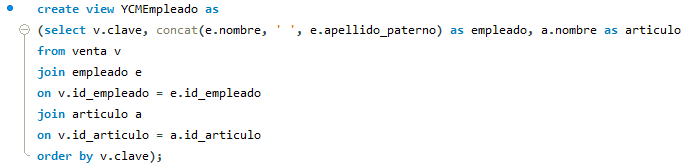 create view YCMEmpleado as
(select v.clave, concat(e.nombre, ' ', e.apellido_paterno) as empleado, a.nombre as articulo
from venta v
join empleado e
on v.id_empleado = e.id_empleado
join articulo a
on v.id_articulo = a.id_articulo
order by v.clave);